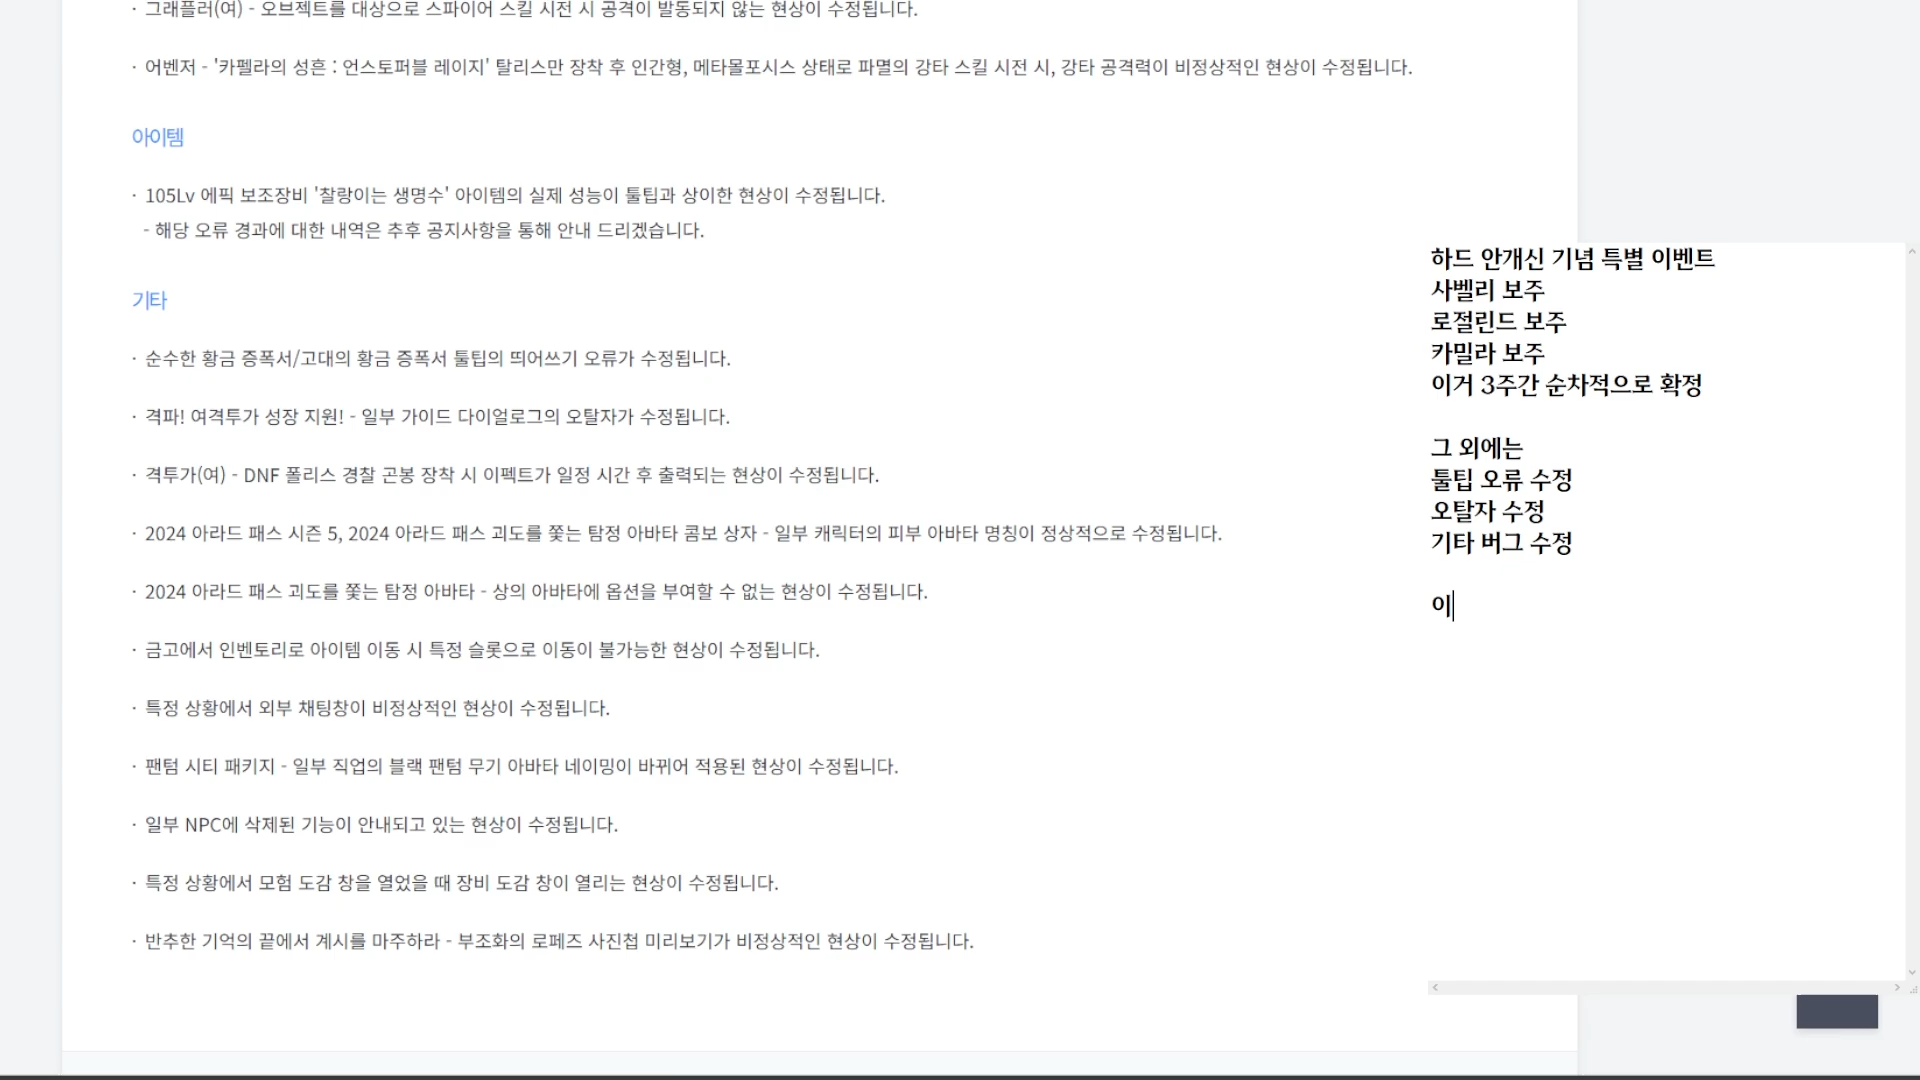 · 그래플러(여) - 오브젝트를 대상으로 스파이어 스킬 시전 시 공격이 발동되지 않는 현상이 수정됩니다.
· 어벤저 - '카펠라의 성흔 : 언스토퍼블 레이지' 탈리스만 장착 후 인간형, 메타몰포시스 상태로 파멸의 강타 스킬 시전 시, 강타 공격력이 비정상적인 현상이 수정됩니다.
아이템
· 105Lv 에픽 보조장비 '찰랑이는 생명수' 아이템의 실제 성능이 툴팁과 상이한 현상이 수정됩니다.
- 해당 오류 경과에 대한 내역은 추후 공지사항을 통해 안내 드리겠습니다.
기타
· 순수한 황금 증폭서/고대의 황금 증폭서 툴팁의 띄어쓰기 오류가 수정됩니다.
· 격파! 여격투가 성장 지원! - 일부 가이드 다이얼로그의 오탈자가 수정됩니다.
· 격투가(여) - DNF 폴리스 경찰 곤봉 장착 시 이펙트가 일정 시간 후 출력되는 현상이 수정됩니다.
· 2024 아라드 패스 시즌 5, 2024 아라드 패스 괴도를 쫓는 탐정 아바타 콤보 상자 - 일부 캐릭터의 피부 아바타 명칭이 정상적으로 수정됩니다.
· 2024 아라드 패스 괴도를 쫓는 탐정 아바타 - 상의 아바타에 옵션을 부여할 수 없는 현상이 수정됩니다.
· 금고에서 인벤토리로 아이템 이동 시 특정 슬롯으로 이동이 불가능한 현상이 수정됩니다.
· 특정 상황에서 외부 채팅창이 비정상적인 현상이 수정됩니다.
· 팬텀 시티 패키지 - 일부 직업의 블랙 팬텀 무기 아바타 네이밍이 바뀌어 적용된 현상이 수정됩니다.
· 일부 NPC에 삭제된 기능이 안내되고 있는 현상이 수정됩니다.
· 특정 상황에서 모험 도감 창을 열었을 때 장비 도감 창이 열리는 현상이 수정됩니다.
· 반추한 기억의 끝에서 계시를 마주하라 - 부조화의 로페즈 사진첩 미리보기가 비정상적인 현상이 수정됩니다.
하드 안개신 기념 특별 이벤트
사벨리 보주
로절린드 보주
카밀라 보주
이거 3주간 순차적으로 확정
그 외에는
툴팁 오류 수정
오탈자 수정
기타 버그 수정
이